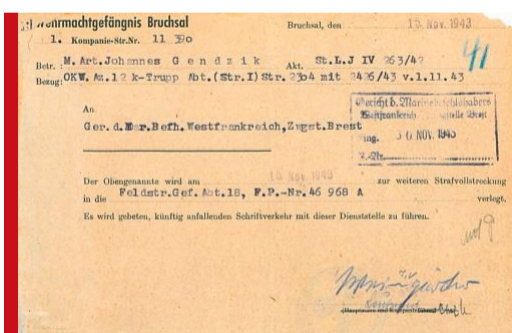 Wehrmachtgefängnis Bruchsal
Bruchsal, den 15. Nov. 1943
1. Kompanie-Str.Nr. 11 390
41
Betr.: M.Art.Johannes Gendzik Akt. St.L.J IV 263/42
Bezug: OKW.Az.12 k-Trupp Abt.(Str.I)Str.2304 mit 2426/43 v.1.11.43
An
Gericht d. Marinebefehlshabers
Westfrankreich Brest
Ger.d.Mar.Befh.Westfrankreich,Zwgst.Brest
Eing. 30 NOV. 1943
Der Obengenannte wird am 15. Nov. 1943 zur weiteren Strafvollstreckung
in die Feldstr.Gef.Abt.18, F.P.-Nr.46 968 A verlegt.
Es wird gebeten, künftig anfallenden Schriftverkehr mit dieser Dienststelle zu führen.